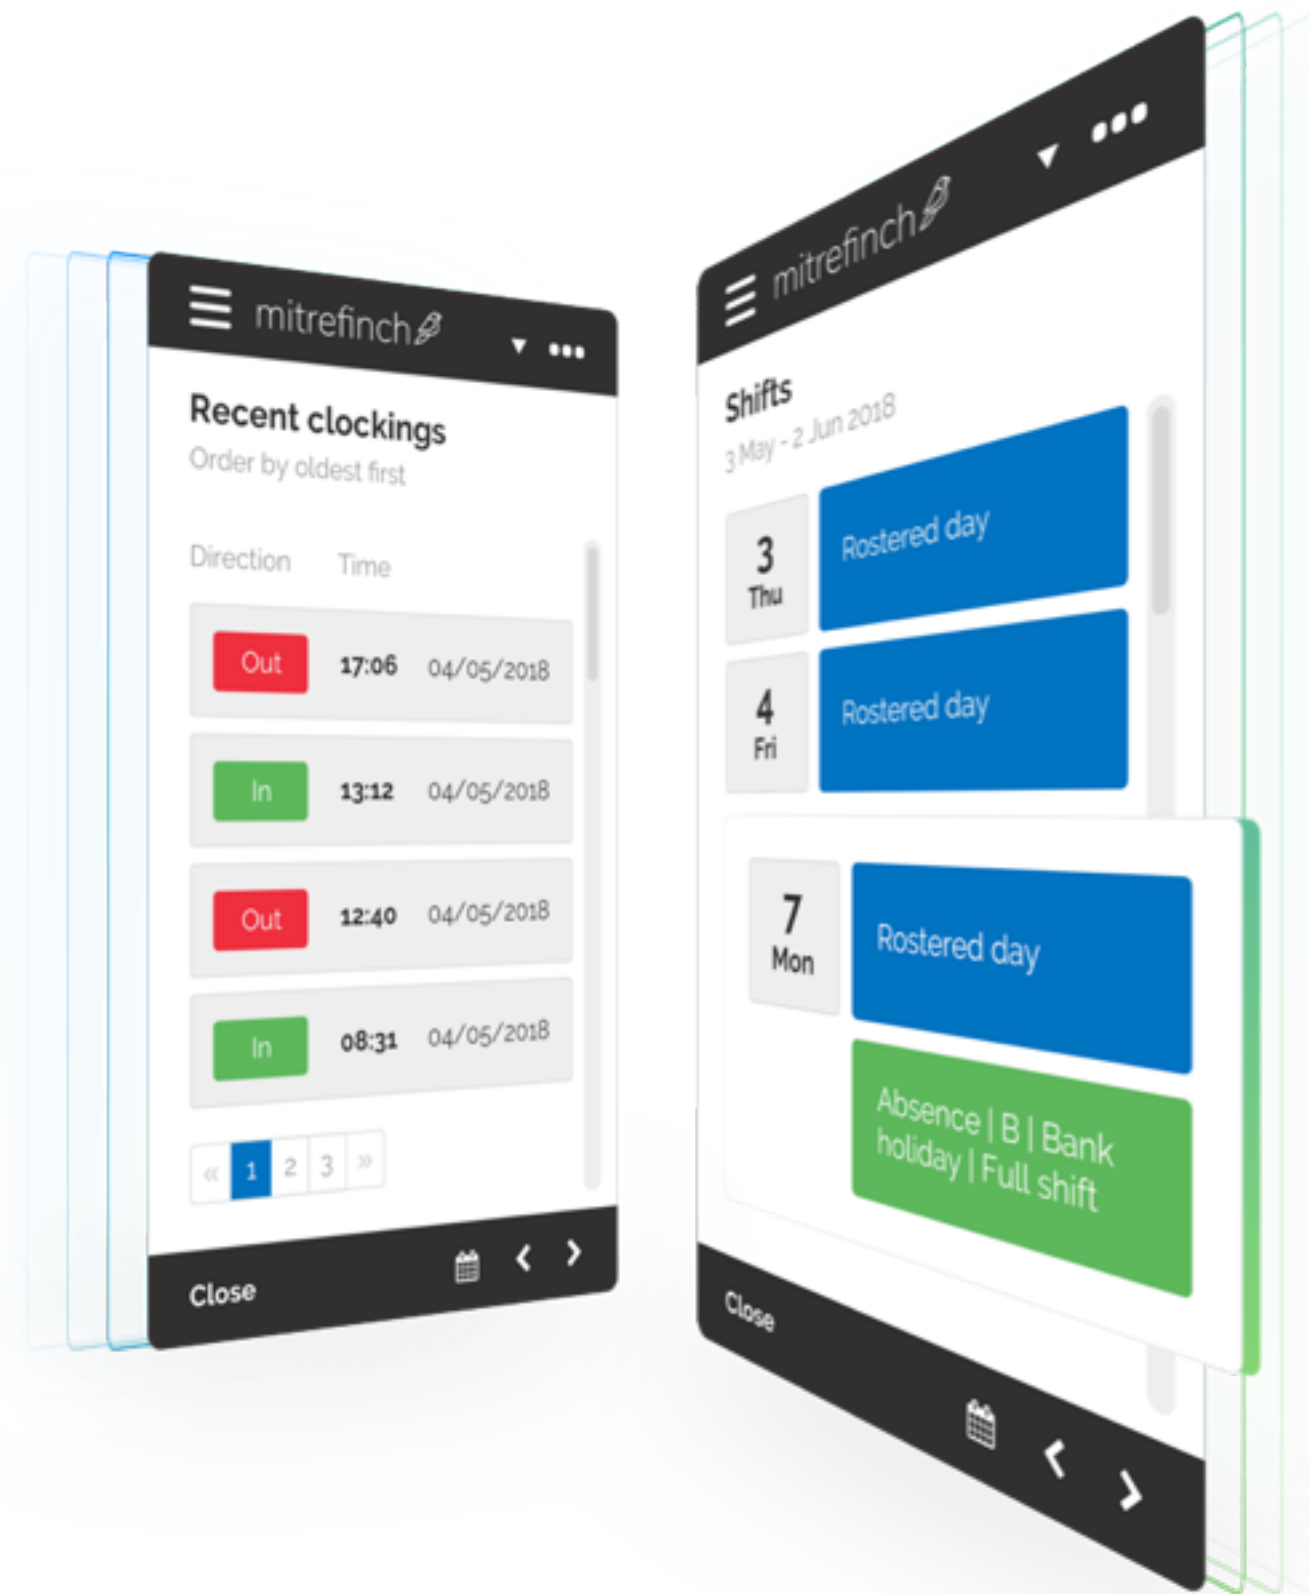 mitrefinch
Recent clockings
Order by oldest first
Direction Time
Out 17:06 04/05/2018
In 13:12 04/05/2018
Out 12:40 04/05/2018
In 08:31 04/05/2018
« 1 2 3 »
Close
mitrefinch
Shifts
3 May - 2 Jun 2018
3
Thu
Rostered day
4
Fri
Rostered day
7
Mon
Rostered day
Absence | B | Bank
holiday | Full shift
Close